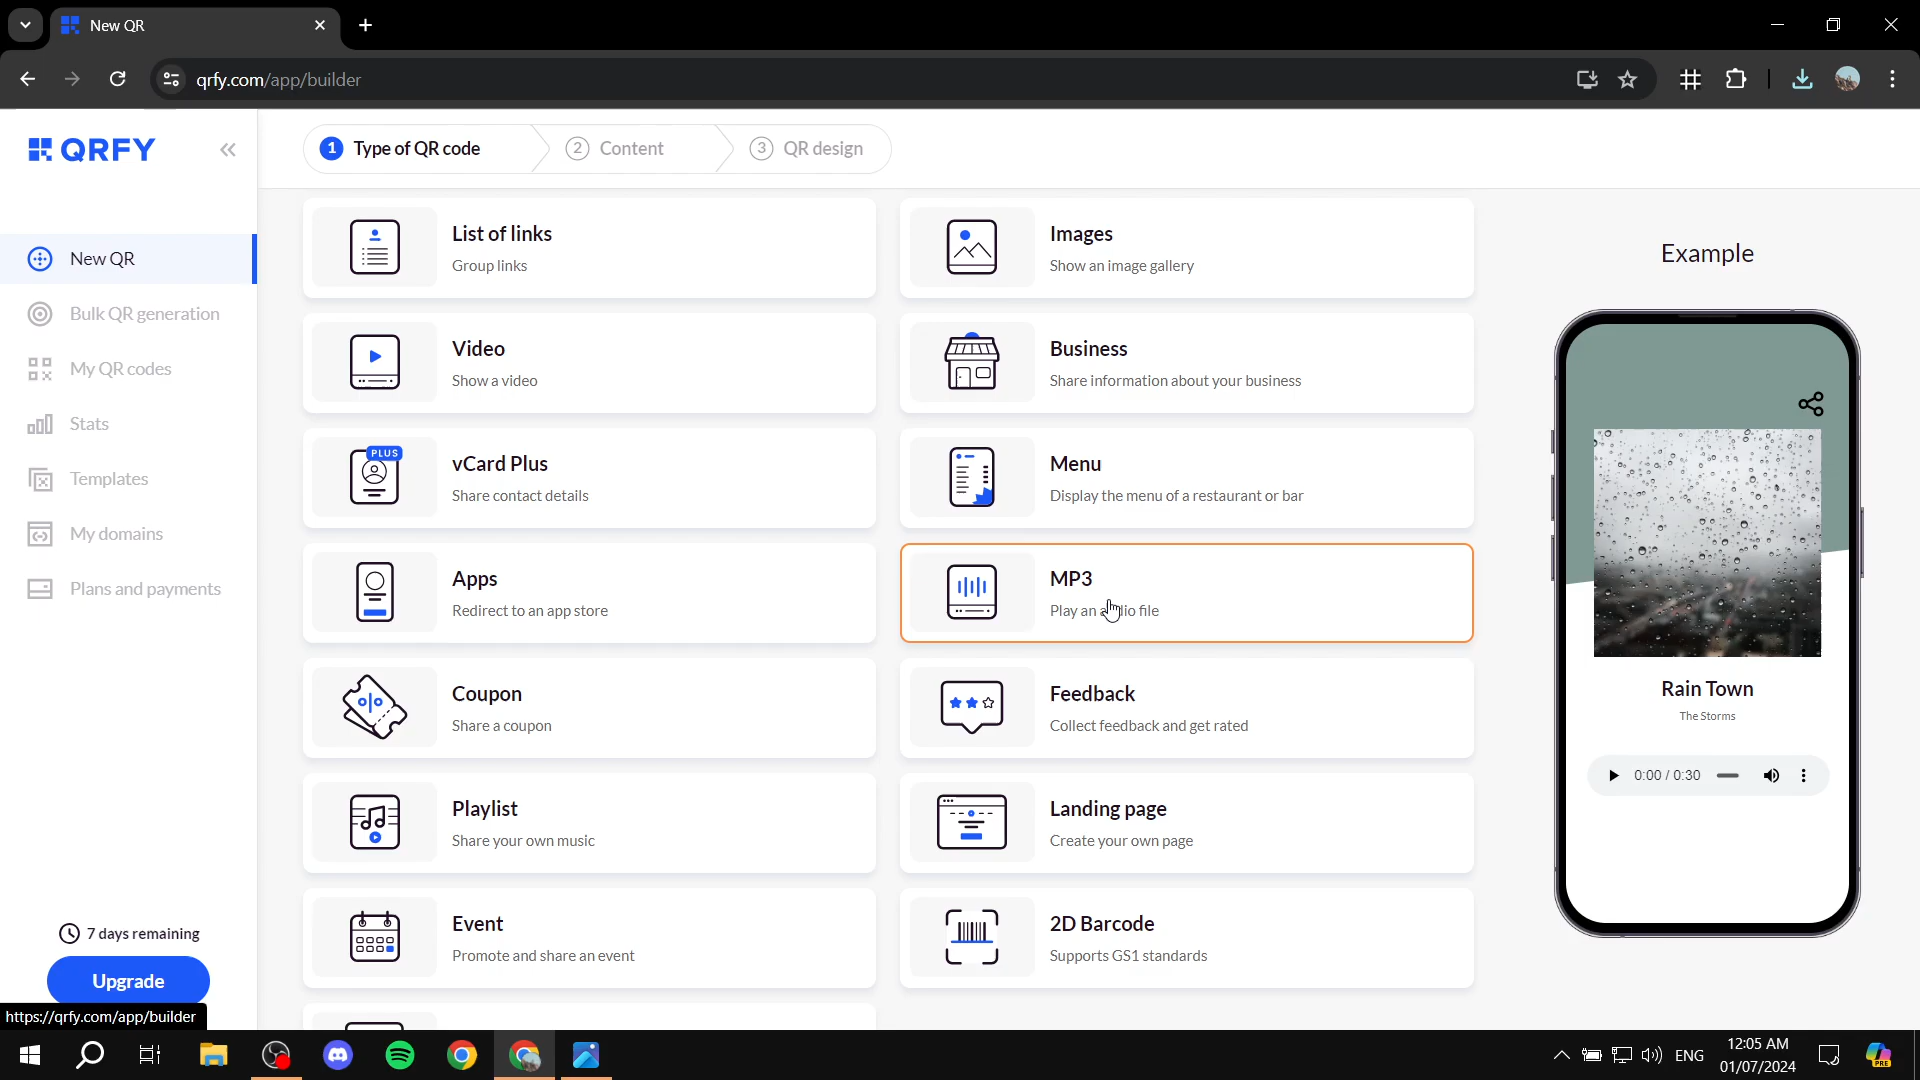 New QR
qrfy.com/app/builder
QRFY
1 Type of QR code
2 Content
3 QR design
New QR
Bulk QR generation
My QR codes
Stats
Templates
My domains
Plans and payments
7 days remaining
Upgrade
https://qrfy.com/app/builder
List of links
Group links
Images
Show an image gallery
Video
Show a video
Business
Share information about your business
PLUS
vCard Plus
Share contact details
Menu
Display the menu of a restaurant or bar
Apps
Redirect to an app store
MP3
Play an audio file
Coupon
Share a coupon
Feedback
Collect feedback and get rated
Playlist
Share your own music
Landing page
Create your own page
Event
Promote and share an event
2D Barcode
Supports GS1 standards
Example
Rain Town
The Storms
0:00 / 0:30
ENG
12:05 AM
01/07/2024
PRE